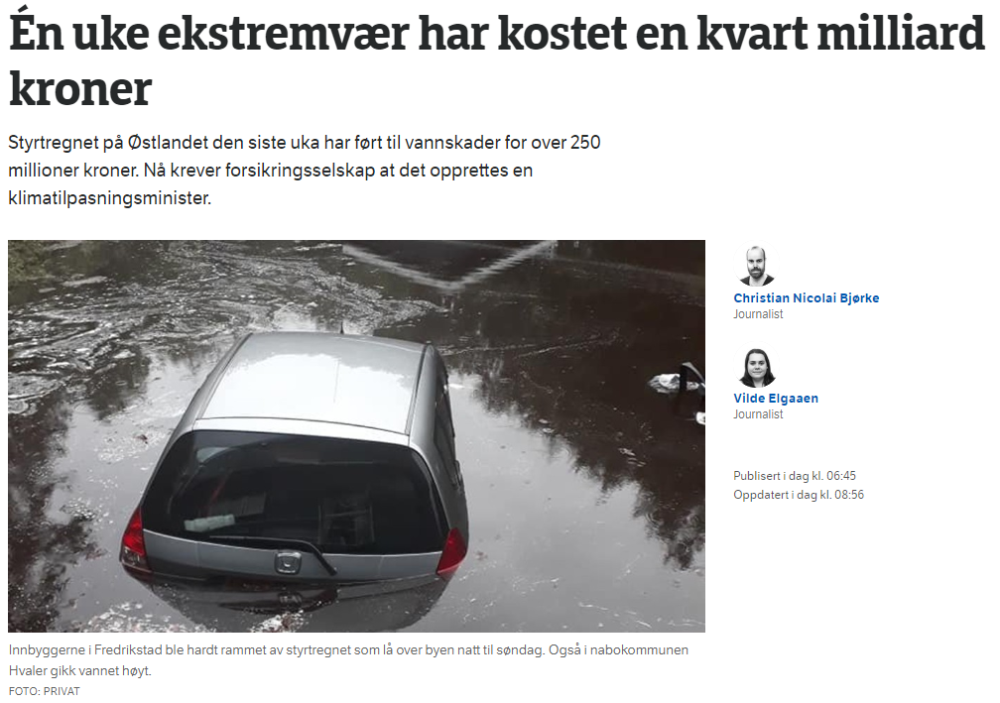 Én uke ekstremvær har kostet en kvart milliard
kroner
Styrtregnet på Østlandet den siste uka har ført til vannskader for over 250
millioner kroner. Nå krever forsikringsselskap at det opprettes en
klimatilpasningsminister.
Christian Nicolai Bjørke
Journalist
Vilde Elgaaen
Journalist
Publisert i dag kl. 06:45
Oppdatert i dag kl. 08:56
Innbyggerne i Fredrikstad ble hardt rammet av styrtregnet som lå over byen natt til søndag. Også i nabokommunen
Hvaler gikk vannet høyt.
FOTO: PRIVAT